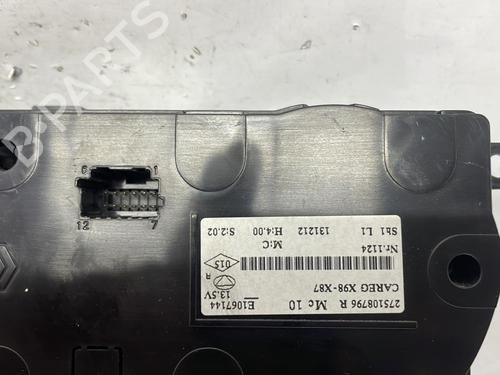 6 1
12 7
275108796 R Mc 10 E1067144
13.5V
CAREG X98-X87 015 R
Nr.1124 M:C
Sb1 L1 131212 H:4.00 S:2.02
B-PARTS